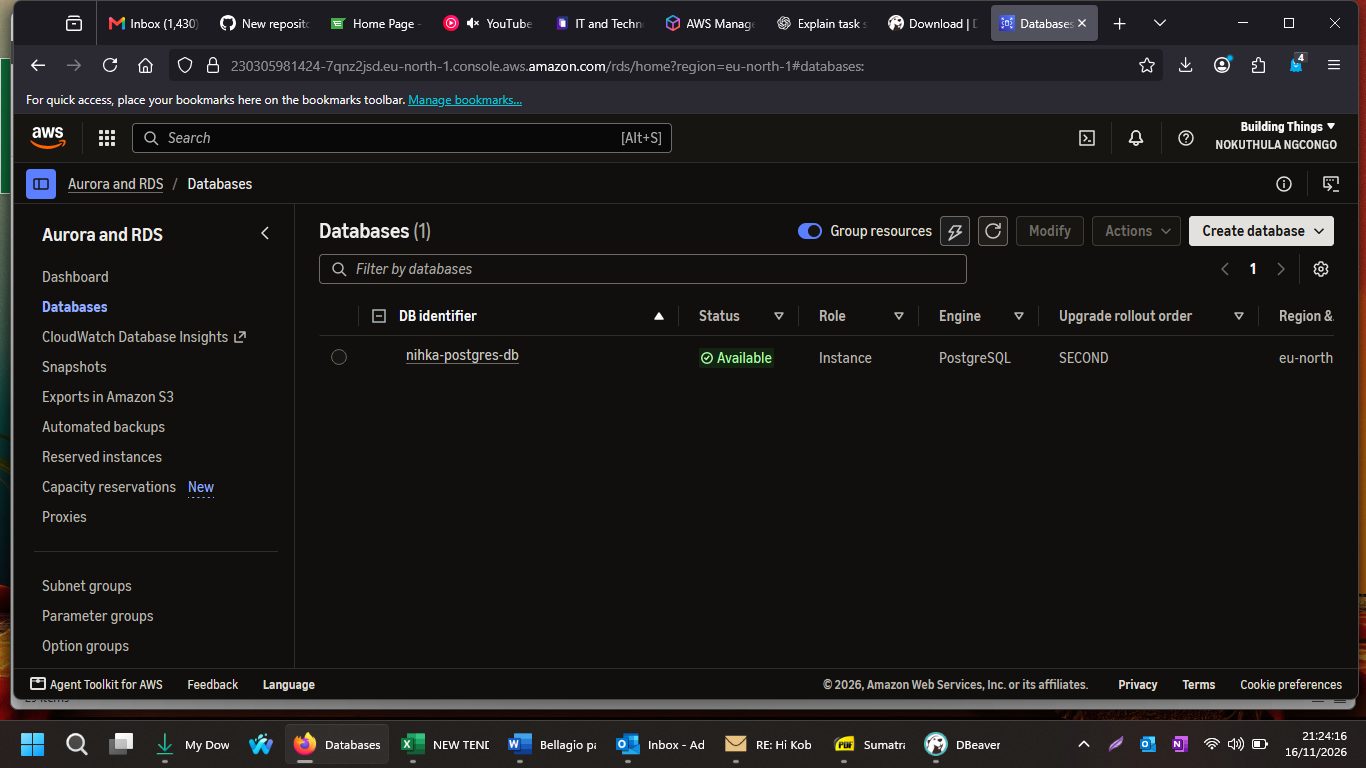 Inbox (1,430)
New reposito
Home Page -
YouTube
IT and Techn
AWS Manag
Explain task s
Download | D
Databases
230305981424-7qnz2jsd.eu-north-1.console.aws.amazon.com/rds/home?region=eu-north-1#databases:
4
For quick access, place your bookmarks here on the bookmarks toolbar. Manage bookmarks...
aws
Search
[Alt+S]
Building Things
NOKUTHULA NGCONGO
Aurora and RDS / Databases
Aurora and RDS
Dashboard
Databases
CloudWatch Database Insights
Snapshots
Exports in Amazon S3
Automated backups
Reserved instances
Capacity reservations New
Proxies
Subnet groups
Parameter groups
Option groups
Databases (1)
Group resources
Modify
Actions
Create database
Filter by databases
1
DB identifier
Status
Role
Engine
Upgrade rollout order
Region &
nihka-postgres-db
Available
Instance
PostgreSQL
SECOND
eu-north
Agent Toolkit for AWS
Feedback
Language
© 2026, Amazon Web Services, Inc. or its affiliates.
Privacy
Terms
Cookie preferences
My Dow
Databases
NEW TEND
Bellagio pa
Inbox - Ad
RE: Hi Kob
PDF
Sumatra
DBeaver
21:24:16
16/11/2026